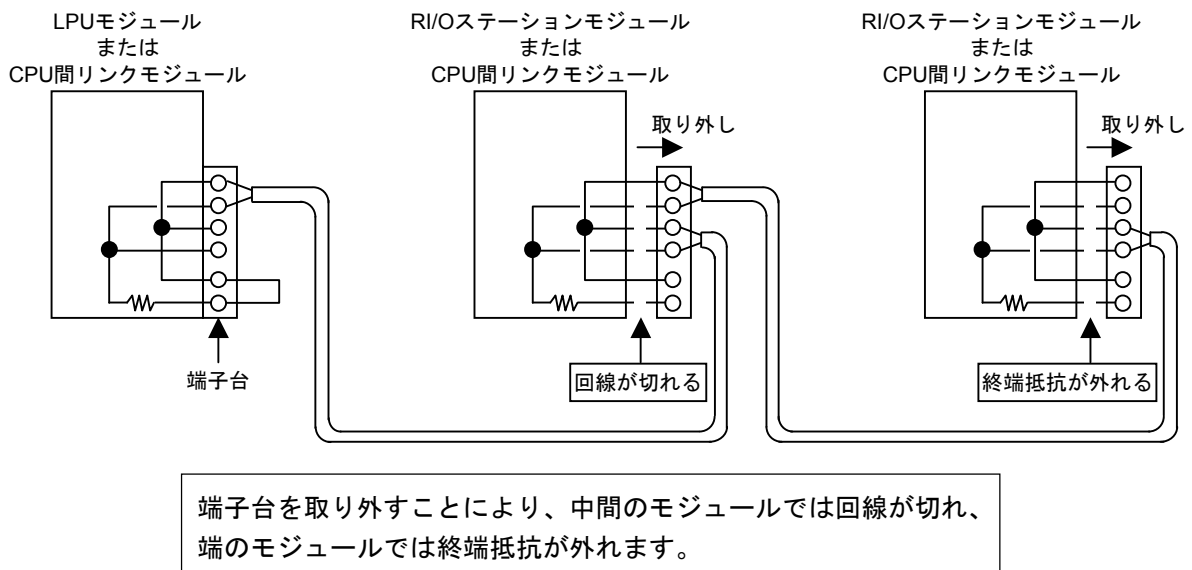 LPUモジュール
または
CPU間リンクモジュール
RI/Oステーションモジュール
または
CPU間リンクモジュール
RI/Oステーションモジュール
または
CPU間リンクモジュール
取り外し
取り外し
端子台
回線が切れる
終端抵抗が外れる
端子台を取り外すことにより、中間のモジュールでは回線が切れ、
端のモジュールでは終端抵抗が外れます。